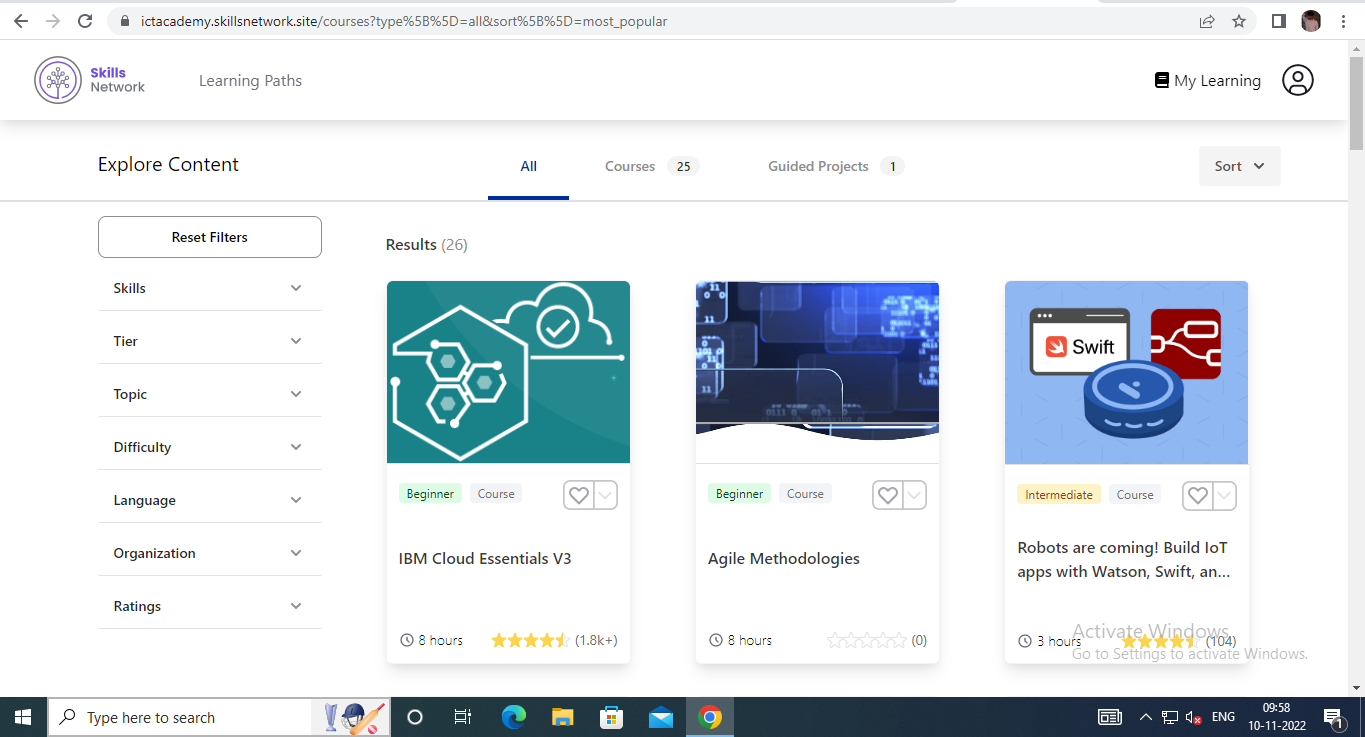 ictacademy.skillsnetwork.site/courses?type%5B%5D=all&sort%5B%5D=most_popular
Skills
Network
Learning Paths
My Learning
Explore Content
All
Courses 25
Guided Projects 1
Sort
Reset Filters
Results (26)
Skills
Tier
Topic
Difficulty
Language
Organization
Ratings
Beginner Course
IBM Cloud Essentials V3
8 hours (1.8k+)
Beginner Course
Agile Methodologies
8 hours (0)
Swift
Intermediate Course
Robots are coming! Build IoT
apps with Watson, Swift, an...
3 hours (104)
Activate Windows
Go to Settings to activate Windows.
Type here to search
ENG
09:58
10-11-2022
1